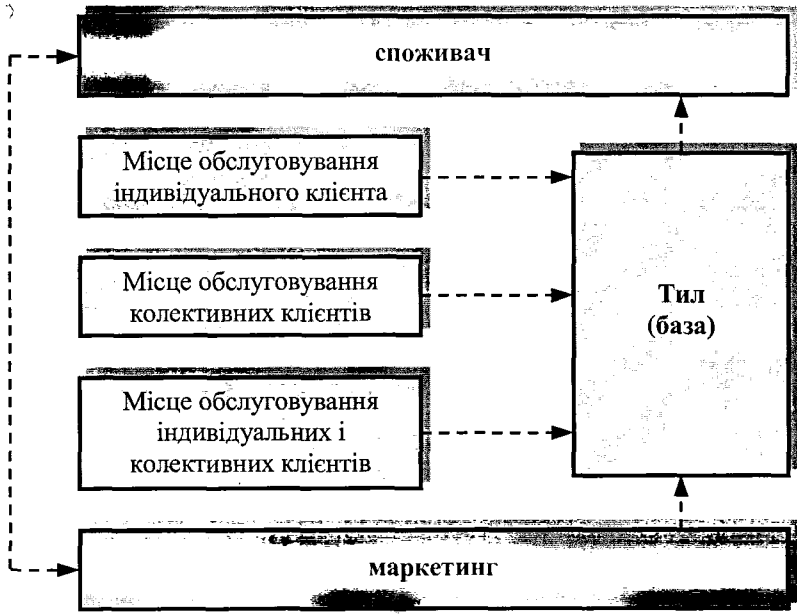 споживач
Місце обслуговування
індивідуального клієнта
Місце обслуговування
колективних клієнтів
Місце обслуговування
індивідуальних і
колективних клієнтів
Тил
(база)
маркетинг